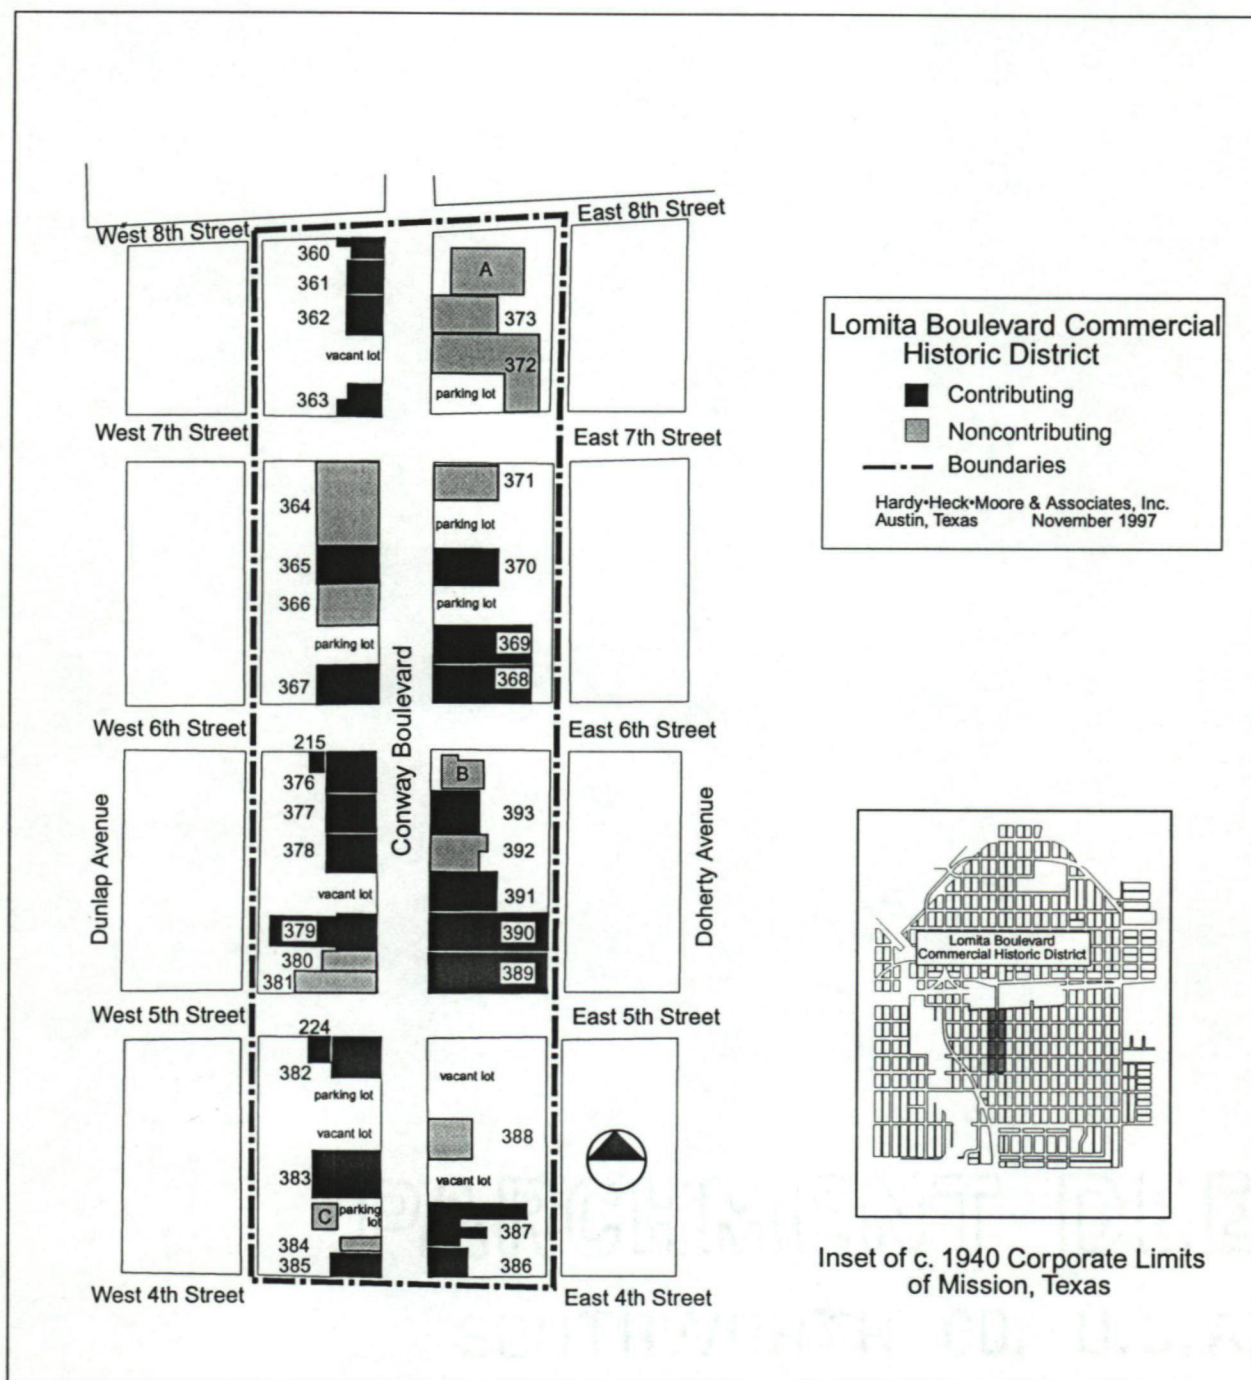 East 8th Street
West 8th Street
360
361
362
vacant lot
363
A
373
372
parking lot
West 7th Street
East 7th Street
364
365
366
parking lot
367
371
parking lot
370
parking lot
369
368
Conway Boulevard
West 6th Street
East 6th Street
215
376
377
378
vacant lot
379
380
381
B
393
392
391
390
389
Dunlap Avenue
Doherty Avenue
West 5th Street
East 5th Street
224
382
parking lot
vacant lot
383
C
parking
lot
384
385
vacant lot
388
vacant lot
387
386
West 4th Street
East 4th Street
Lomita Boulevard Commercial
Historic District
Contributing
Noncontributing
Boundaries
Hardy•Heck•Moore & Associates, Inc.
Austin, Texas November 1997
Lomita Boulevard
Commercial Historic District
Inset of c. 1940 Corporate Limits
of Mission, Texas